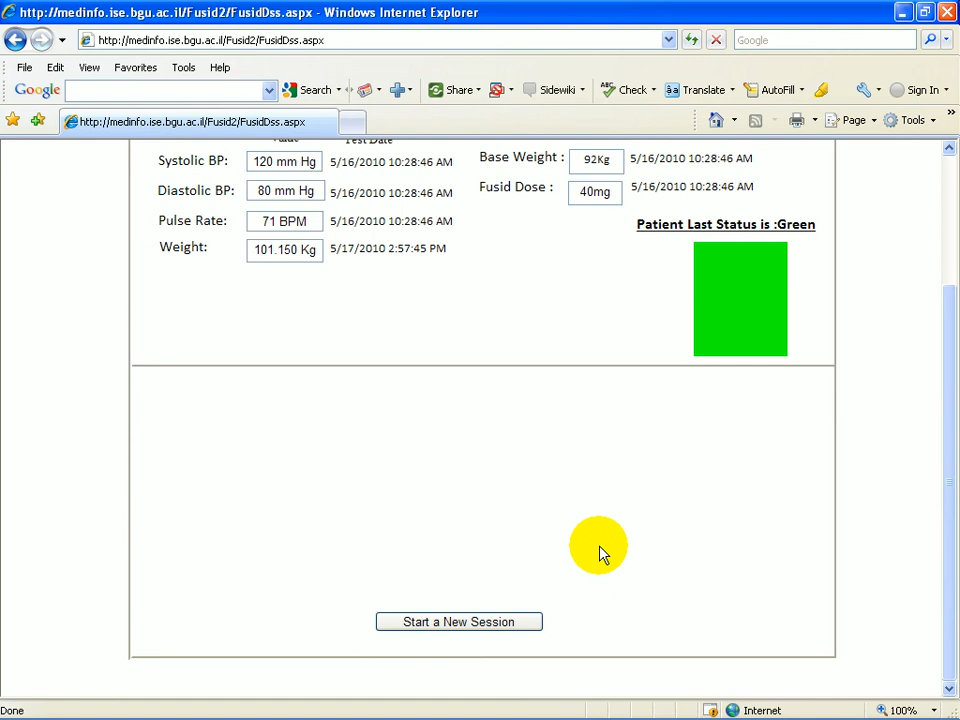 http://medinfo.ise.bgu.ac.il/Fusid2/FusidDss.aspx - Windows Internet Explorer
http://medinfo.ise.bgu.ac.il/Fusid2/FusidDss.aspx
Google
File Edit View Favorites Tools Help
Google Search Share Sidewiki Check Translate AutoFill Sign In
http://medinfo.ise.bgu.ac.il/Fusid2/FusidDss.aspx Page Tools
Systolic BP: 120 mm Hg 5/16/2010 10:28:46 AM Base Weight : 92Kg 5/16/2010 10:28:46 AM
Diastolic BP: 80 mm Hg 5/16/2010 10:28:46 AM Fusid Dose : 40mg 5/16/2010 10:28:46 AM
Pulse Rate: 71 BPM 5/16/2010 10:28:46 AM
Patient Last Status is :Green
Weight: 101.150 Kg 5/17/2010 2:57:45 PM
Start a New Session
Done Internet 100%